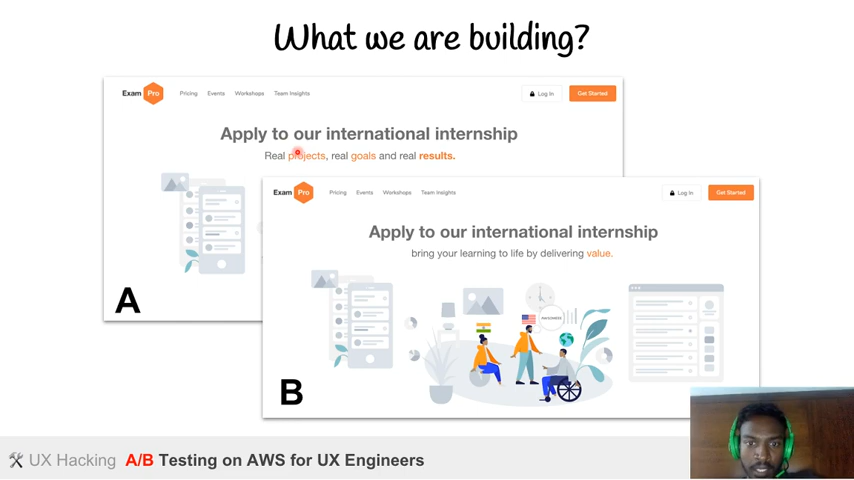 What we are building?
Exam Pro Pricing Events Workshops Team Insights Log In Get Started
Apply to our international internship
Real projects, real goals and real results.
A
Exam Pro Pricing Events Workshops Team Insights Log In Get Started
Apply to our international internship
bring your learning to life by delivering value.
B
UX Hacking A/B Testing on AWS for UX Engineers